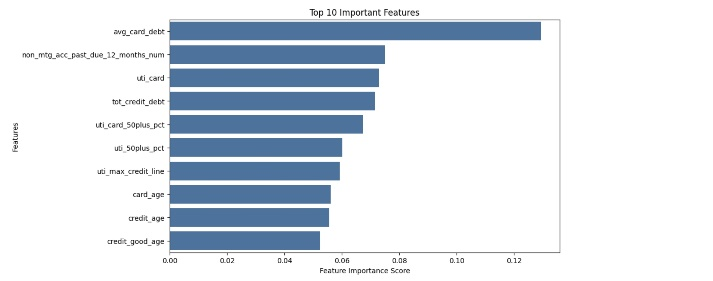 Top 10 Important Features
avg_card_debt
non_mtg_acc_past_due_12_months_num
uti_card
tot_credit_debt
uti_card_50plus_pct
uti_50plus_pct
uti_max_credit_line
card_age
credit_age
credit_good_age
Features
0.00 0.02 0.04 0.06 0.08 0.10 0.12
Feature Importance Score